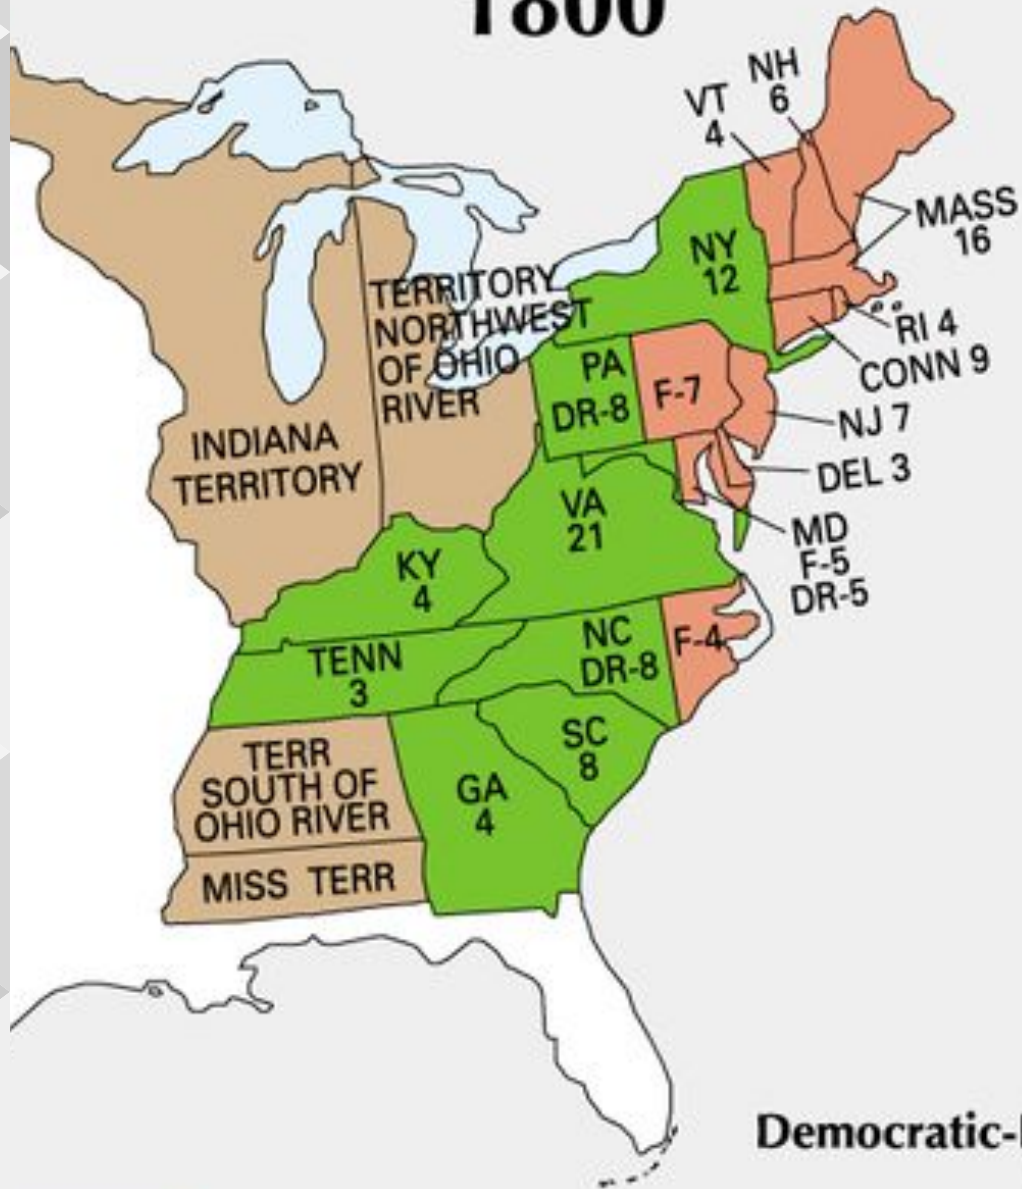 1800
NH
6
VT
4
MASS
16
NY
12
RI 4
CONN 9
TERRITORY
NORTHWEST
OF OHIO
RIVER
PA
DR-8
F-7
NJ 7
DEL 3
INDIANA
TERRITORY
VA
21
MD
F-5
DR-5
KY
4
NC
DR-8
F-4
TENN
3
SC
8
TERR
SOUTH OF
OHIO RIVER
GA
4
MISS TERR
Democratic-